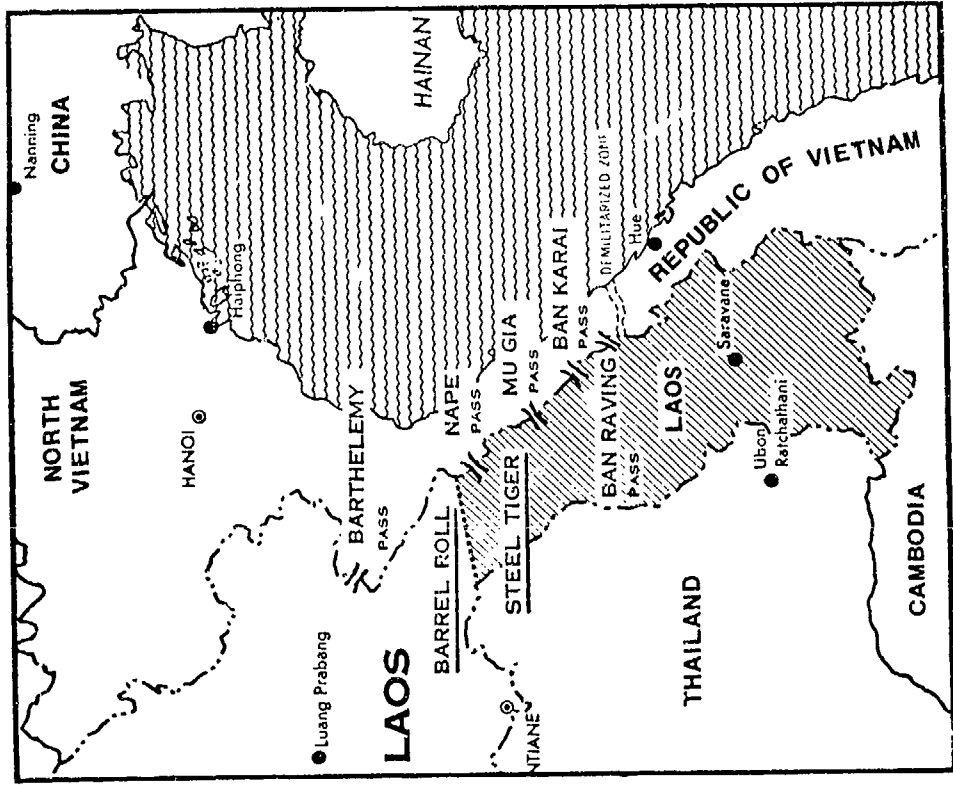 Nanning
CHINA
NORTH
VIETNAM
HANOI
Haiphong
HAINAN
BARTHELEMY
PASS
Luang Prabang
LAOS
BARREL ROLL
NAPE
PASS
STEEL TIGER
MU GIA
PASS
BAN KARAI
PASS
BAN RAVING
PASS
DEMILITARIZED ZONE
Hue
REPUBLIC OF VIETNAM
NTIANE
LAOS
Saravane
Ubon
Ratchathani
THAILAND
CAMBODIA